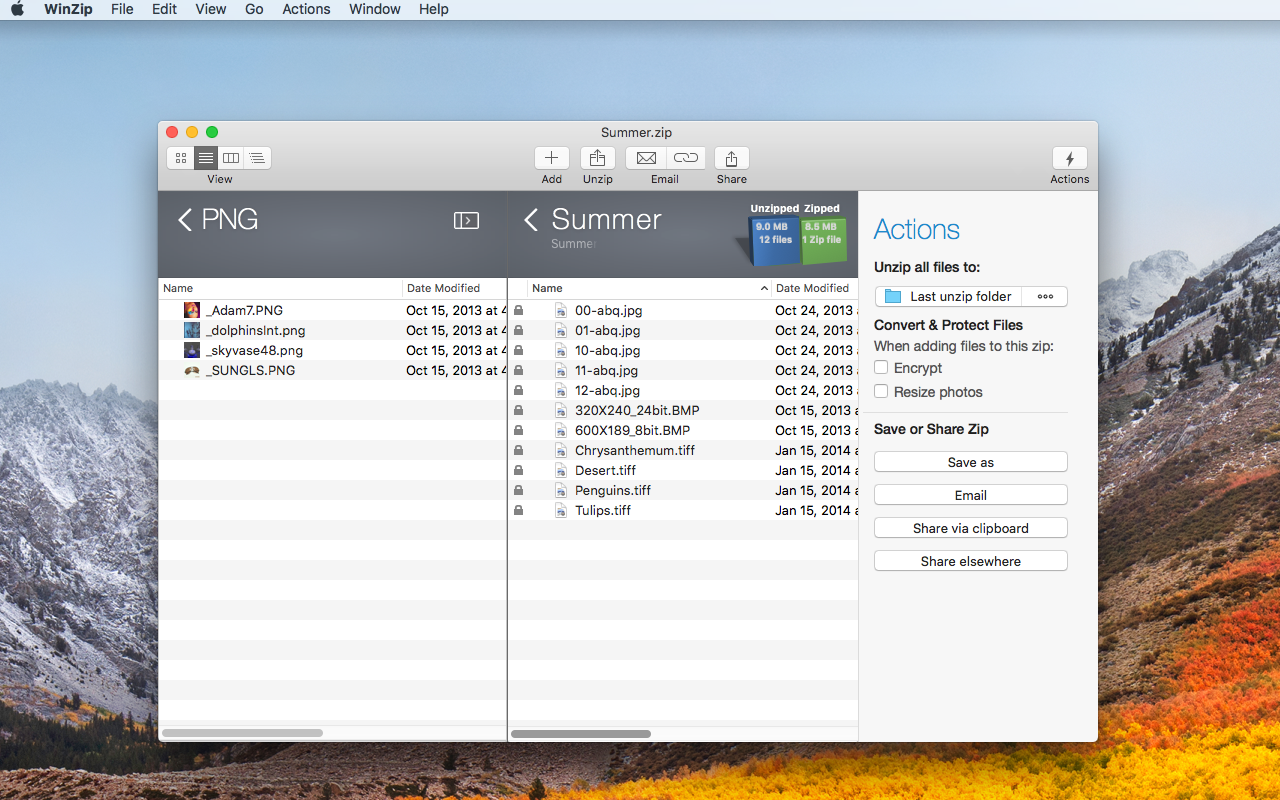 WinZip File Edit View Go Actions Window Help
Summer.zip
View Add Unzip Email Share Actions
PNG
Summer
Summer
Unzipped Zipped
9.0 MB 8.5 MB
12 files 1 Zip file
Name Date Modified
_Adam7.PNG Oct 15, 2013 at 4
_dolphinsInt.png Oct 15, 2013 at 4
_skyvase48.png Oct 15, 2013 at 4
_SUNGLS.PNG Oct 15, 2013 at 4
Name Date Modified
00-abq.jpg Oct 24, 2013
01-abq.jpg Oct 24, 2013
10-abq.jpg Oct 24, 2013
11-abq.jpg Oct 24, 2013
12-abq.jpg Oct 24, 2013
320X240_24bit.BMP Oct 15, 2013
600X189_8bit.BMP Oct 15, 2013
Chrysanthemum.tiff Jan 15, 2014
Desert.tiff Jan 15, 2014
Penguins.tiff Jan 15, 2014
Tulips.tiff Jan 15, 2014
Actions
Unzip all files to:
Last unzip folder
Convert & Protect Files
When adding files to this zip:
Encrypt
Resize photos
Save or Share Zip
Save as
Email
Share via clipboard
Share elsewhere